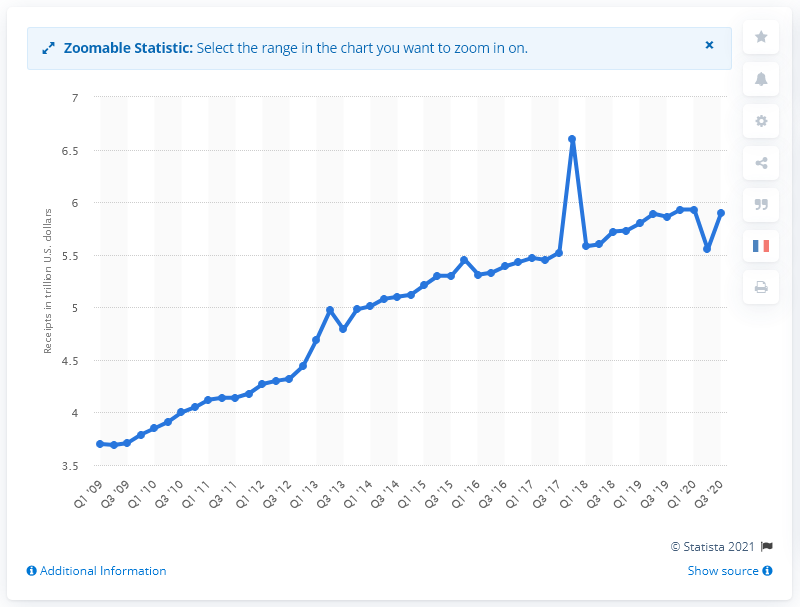 Zoomable Statistic: Select the range in the chart you want to zoom in on. ×
7
6.5
6
5.5
5
4.5
4
3.5
Receipts in trillion U.S. dollars
Q1 '09
Q3 '09
Q1 '10
Q3 '10
Q1 '11
Q3 '11
Q1 '12
Q3 '12
Q1 '13
Q3 '13
Q1 '14
Q3 '14
Q1 '15
Q3 '15
Q1 '16
Q3 '16
Q1 '17
Q3 '17
Q1 '18
Q3 '18
Q1 '19
Q3 '19
Q1 '20
Q3 '20
© Statista 2021
Additional Information
Show source